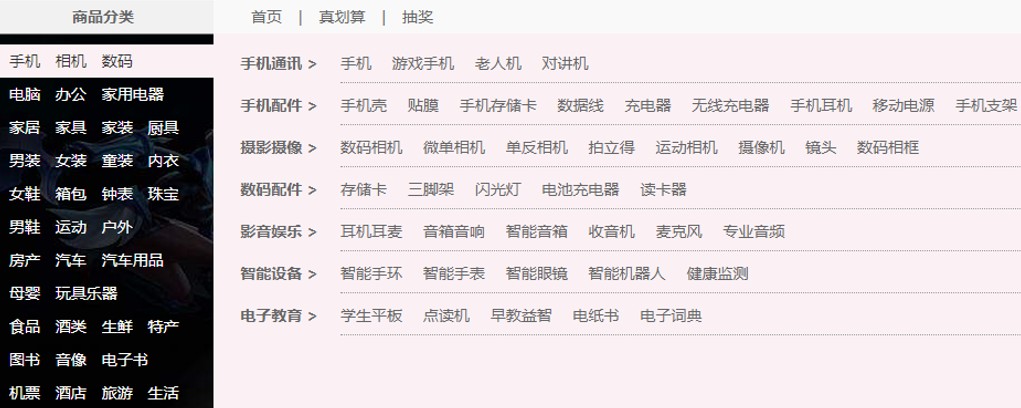 商品分类
首页 | 真划算 | 抽奖
手机 相机 数码
电脑 办公 家用电器
家居 家具 家装 厨具
男装 女装 童装 内衣
女鞋 箱包 钟表 珠宝
男鞋 运动 户外
房产 汽车 汽车用品
母婴 玩具乐器
食品 酒类 生鲜 特产
图书 音像 电子书
机票 酒店 旅游 生活
手机通讯 > 手机 游戏手机 老人机 对讲机
手机配件 > 手机壳 贴膜 手机存储卡 数据线 充电器 无线充电器 手机耳机 移动电源 手机支架
摄影摄像 > 数码相机 微单相机 单反相机 拍立得 运动相机 摄像机 镜头 数码相框
数码配件 > 存储卡 三脚架 闪光灯 电池充电器 读卡器
影音娱乐 > 耳机耳麦 音箱音响 智能音箱 收音机 麦克风 专业音频
智能设备 > 智能手环 智能手表 智能眼镜 智能机器人 健康监测
电子教育 > 学生平板 点读机 早教益智 电纸书 电子词典